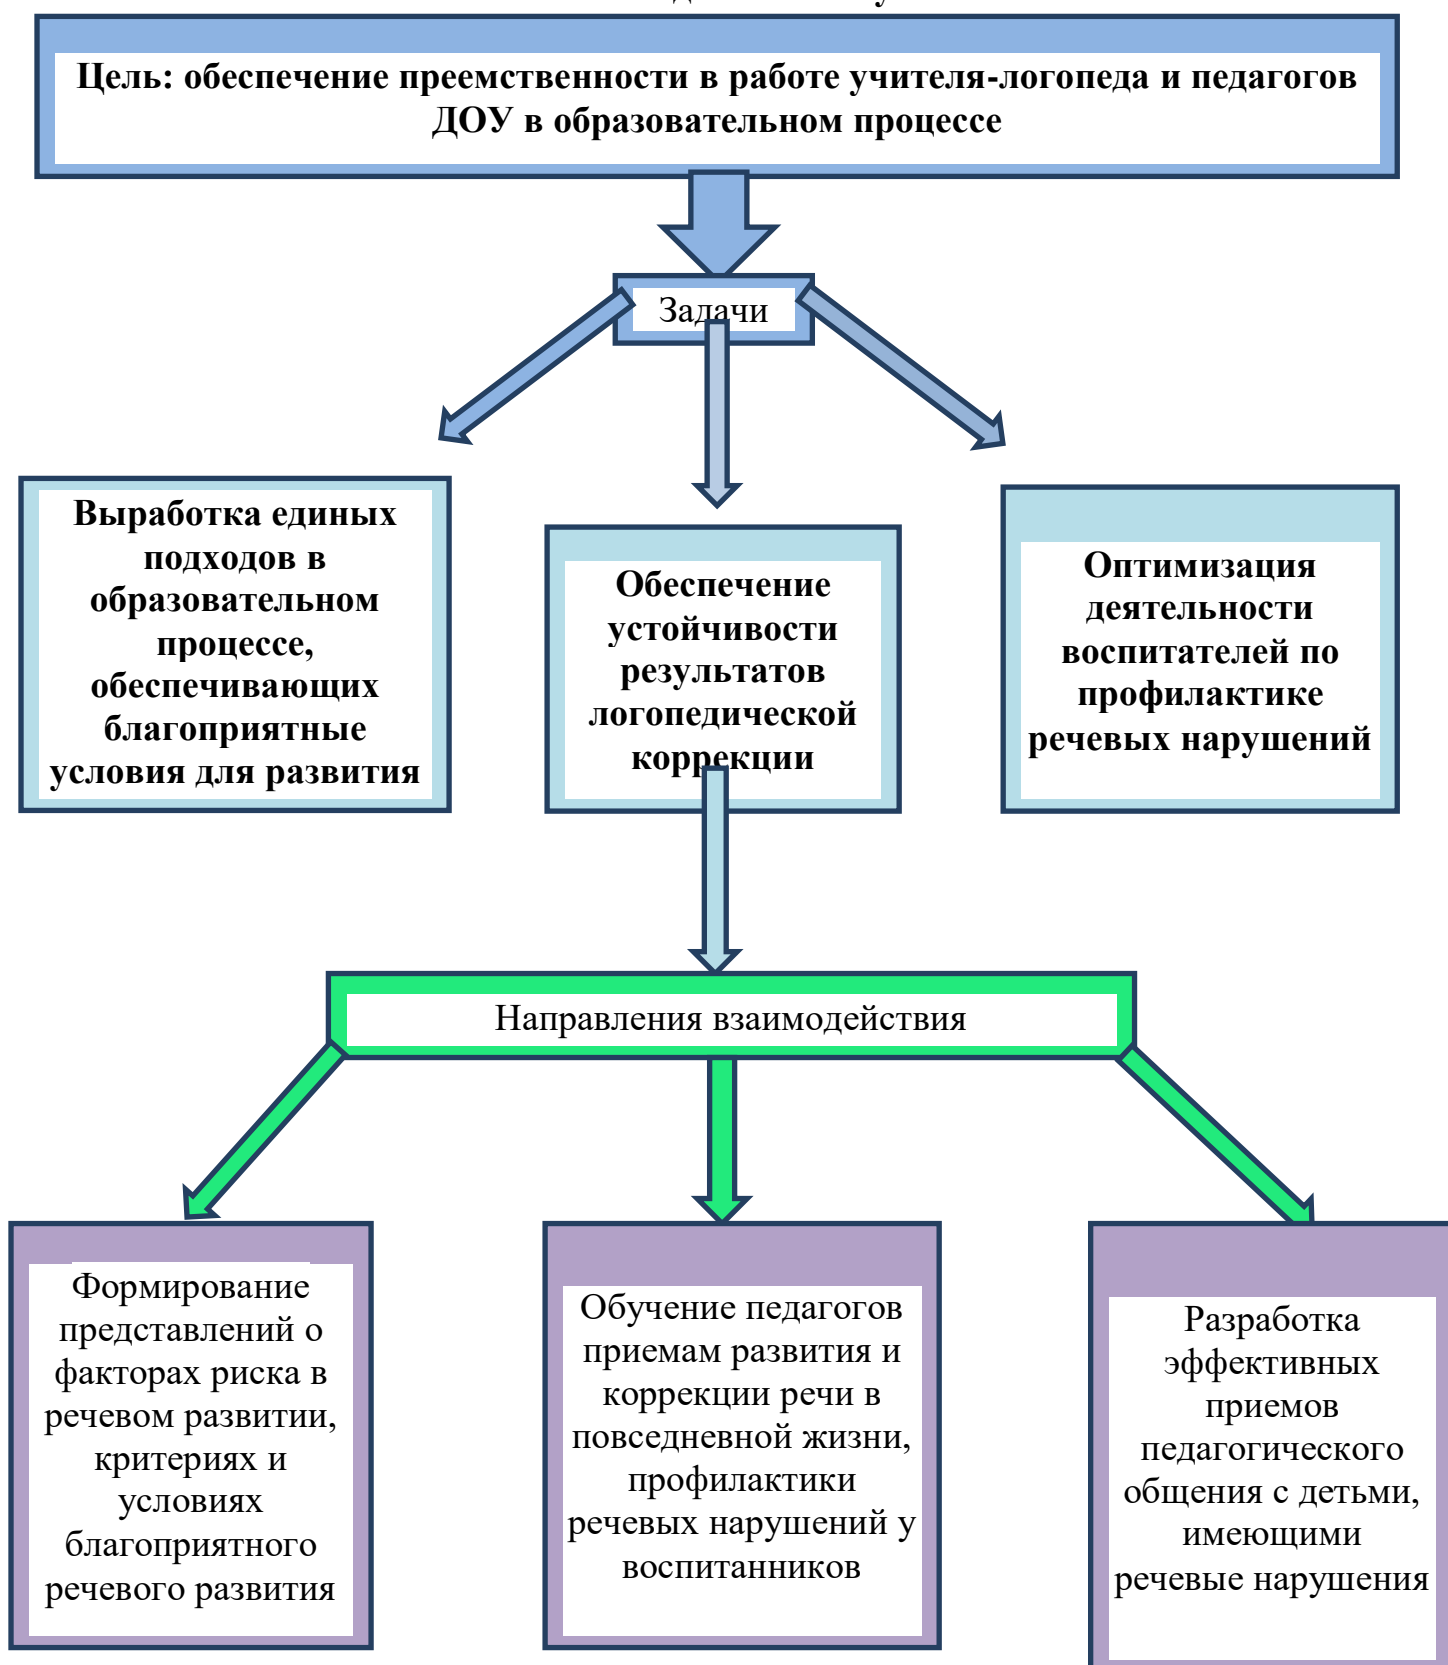 Цель: обеспечение преемственности в работе учителя-логопеда и педагогов
ДОУ в образовательном процессе
Задачи
Выработка единых
подходов в
образовательном
процессе,
обеспечивающих
благоприятные
условия для развития
Обеспечение
устойчивости
результатов
логопедической
коррекции
Оптимизация
деятельности
воспитателей по
профилактике
речевых нарушений
Направления взаимодействия
Формирование
представлений о
факторах риска в
речевом развитии,
критериях и
условиях
благоприятного
речевого развития
Обучение педагогов
приемам развития и
коррекции речи в
повседневной жизни,
профилактики
речевых нарушений у
воспитанников
Разработка
эффективных
приемов
педагогического
общения с детьми,
имеющими
речевые нарушения